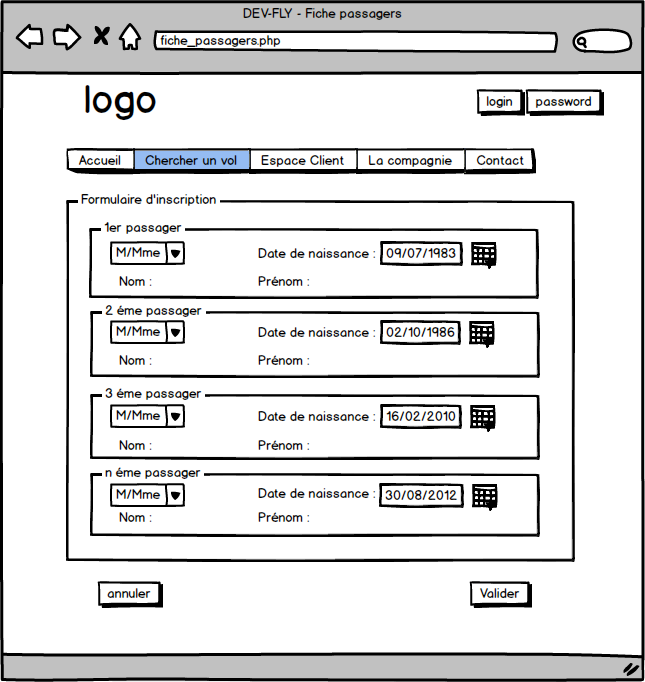 DEV-FLY - Fiche passagers
fiche_passagers.php
logo
login password
Accueil Chercher un vol Espace Client La compagnie Contact
Formulaire d'inscription
1er passager
M/Mme Date de naissance : 09/07/1983
Nom : Prénom :
2 éme passager
M/Mme Date de naissance : 02/10/1986
Nom : Prénom :
3 éme passager
M/Mme Date de naissance : 16/02/2010
Nom : Prénom :
n éme passager
M/Mme Date de naissance : 30/08/2012
Nom : Prénom :
annuler Valider